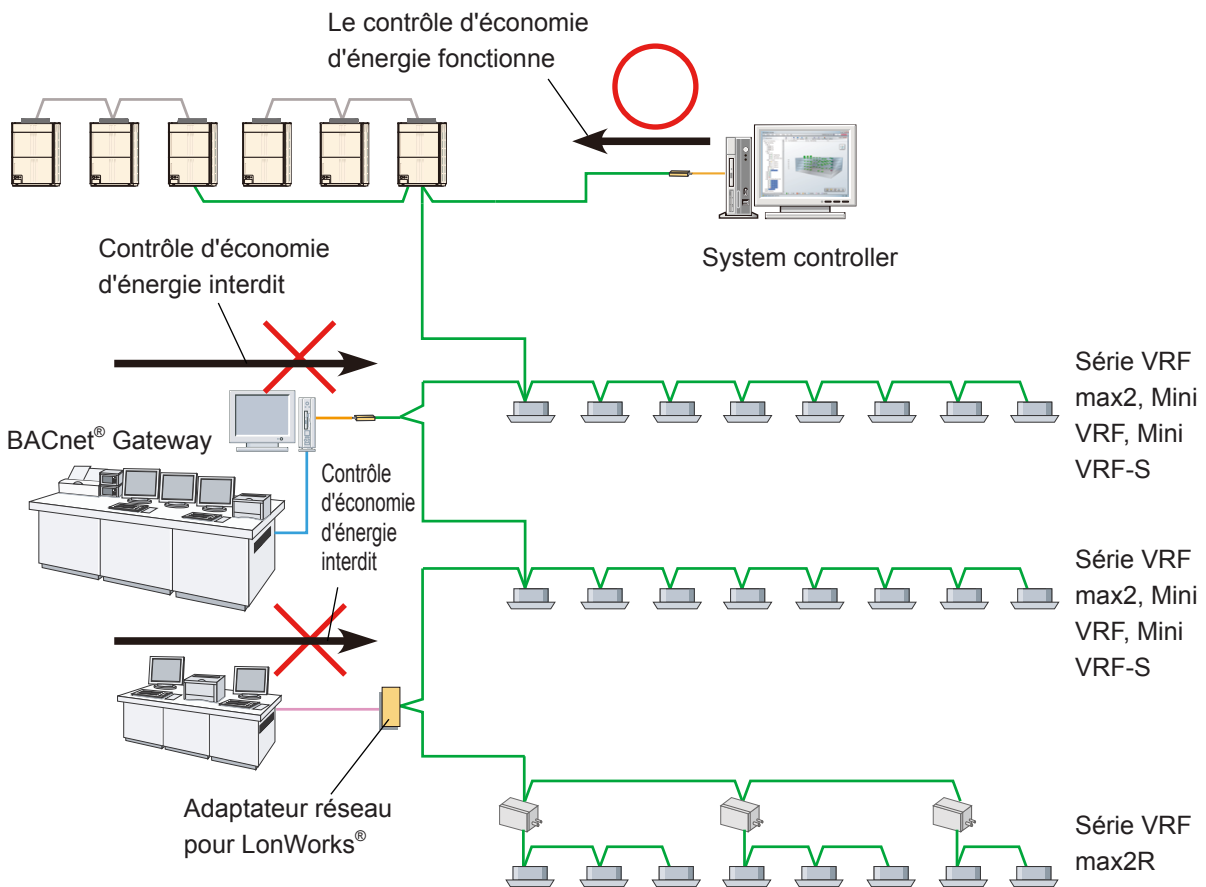 Le contrôle d'économie
d'énergie fonctionne
System controller
Contrôle d'économie
d'énergie interdit
BACnet® Gateway
Série VRF
max2, Mini
VRF, Mini
VRF-S
Contrôle
d'économie
d'énergie
interdit
Série VRF
max2, Mini
VRF, Mini
VRF-S
Adaptateur réseau
pour LonWorks®
Série VRF
max2R